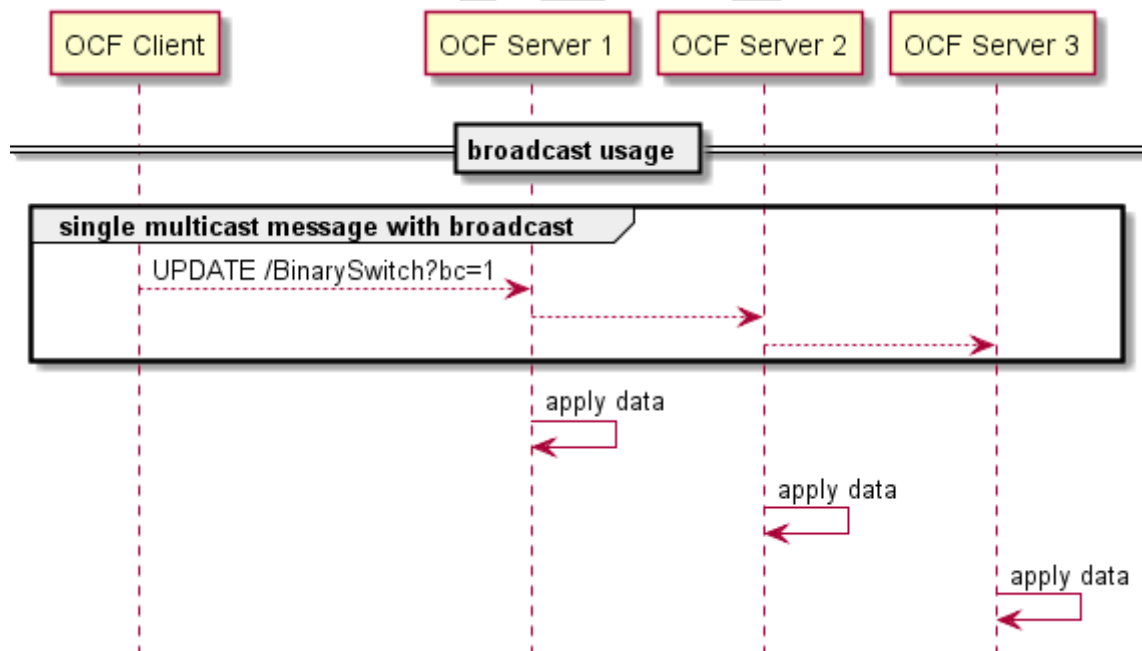 OCF Client
OCF Server 1
OCF Server 2
OCF Server 3
broadcast usage
single multicast message with broadcast
UPDATE /BinarySwitch?bc=1
apply data
apply data
apply data